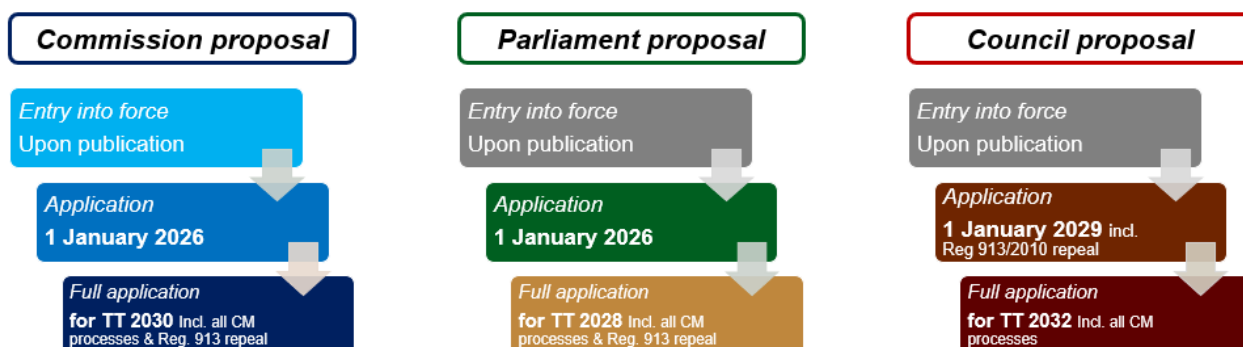 Commission proposal
Entry into force
Upon publication
Application
1 January 2026
Full application
for TT 2030 Incl. all CM
processes & Reg. 913 repeal
Parliament proposal
Entry into force
Upon publication
Application
1 January 2026
Full application
for TT 2028 Incl. all CM
processes & Reg. 913 repeal
Council proposal
Entry into force
Upon publication
Application
1 January 2029 incl.
Reg 913/2010 repeal
Full application
for TT 2032 Incl. all CM
processes